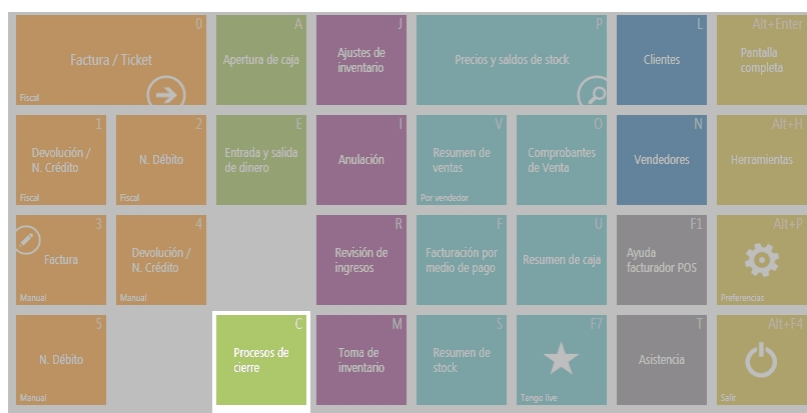 0
Factura / Ticket
Fiscal
A
Apertura de caja
J
Ajustes de
inventario
P
Precios y saldos de stock
L
Clientes
Alt+Enter
Pantalla
completa
1
Devolución /
N. Crédito
Fiscal
2
N. Débito
Fiscal
E
Entrada y salida
de dinero
I
Anulación
V
Resumen de
ventas
Por vendedor
O
Comprobantes
de Venta
N
Vendedores
Alt+H
Herramientas
3
Factura
Manual
4
Devolución /
N. Crédito
Manual
R
Revisión de
ingresos
F
Facturación por
medio de pago
U
Resumen de caja
F1
Ayuda
facturador POS
Alt+P
Preferencias
5
N. Débito
Manual
C
Procesos de
cierre
M
Toma de
inventario
S
Resumen de
stock
F7
Tango live
T
Asistencia
Alt+F4
Salir